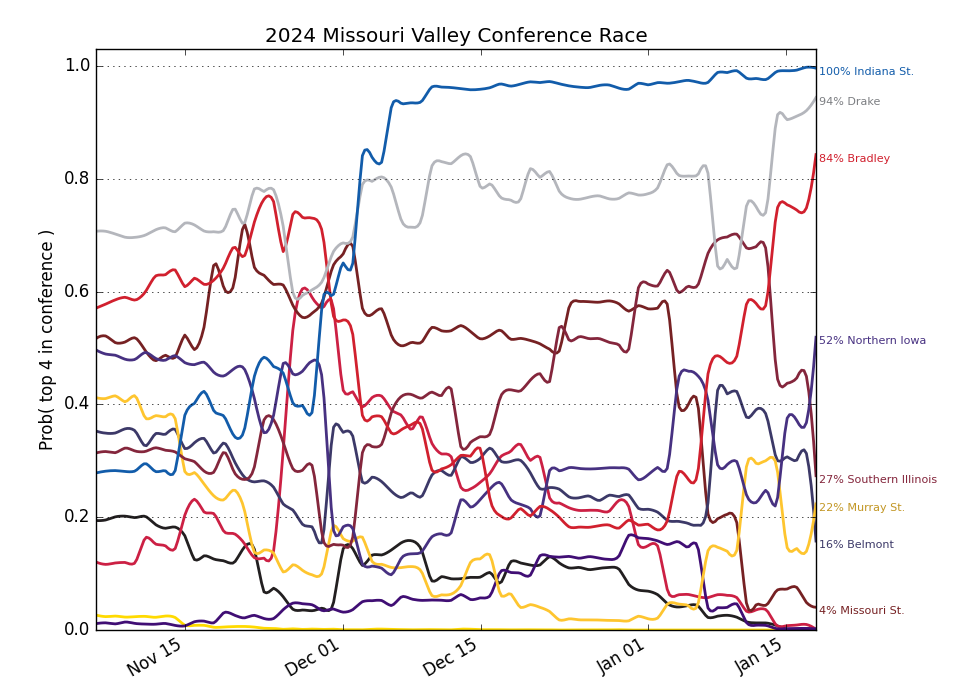 2024 Missouri Valley Conference Race
Prob( top 4 in conference )
1.0
0.8
0.6
0.4
0.2
0.0
Nov 15
Dec 01
Dec 15
Jan 01
Jan 15
100% Indiana St.
94% Drake
84% Bradley
52% Northern Iowa
27% Southern Illinois
22% Murray St.
16% Belmont
4% Missouri St.